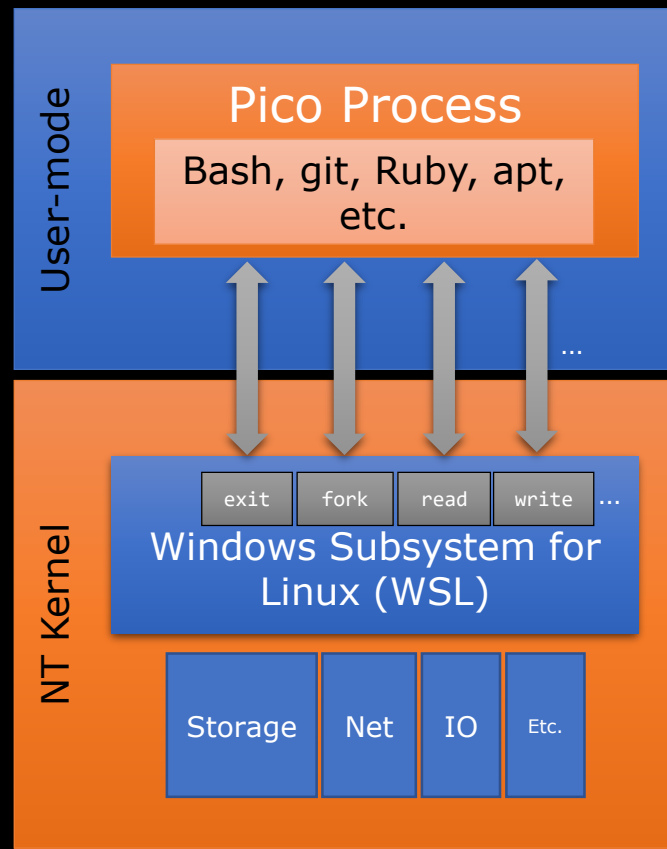 User-mode
Pico Process
Bash, git, Ruby, apt,
etc.
...
NT Kernel
exit fork read write ...
Windows Subsystem for
Linux (WSL)
Storage Net IO Etc.